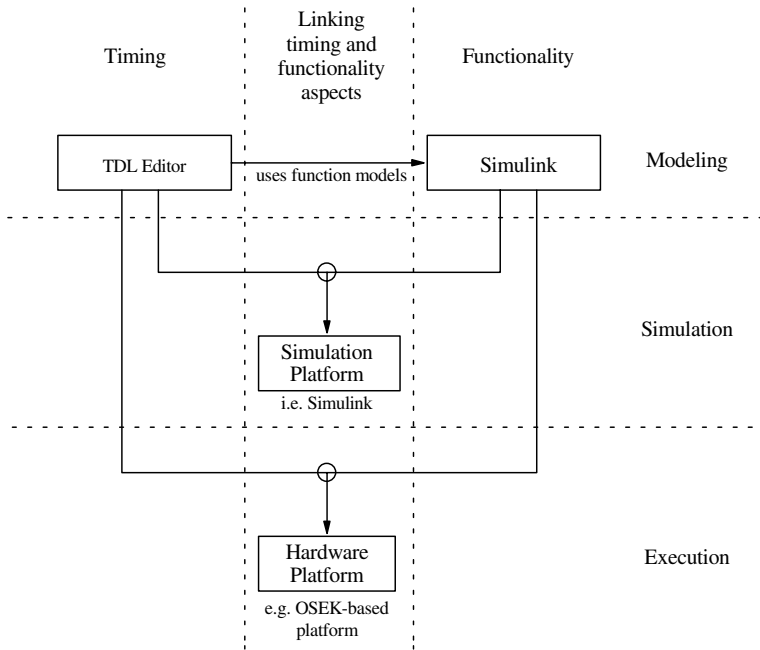 Timing
Linking
timing and
functionality
aspects
Functionality
TDL Editor
uses function models
Simulink
Modeling
Simulation
Platform
i.e. Simulink
Simulation
Hardware
Platform
e.g. OSEK-based
platform
Execution